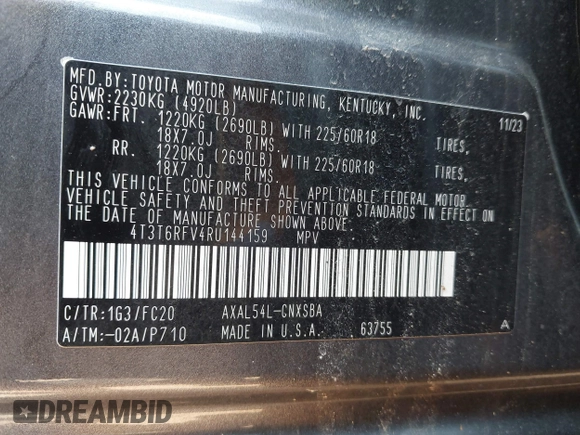 MFD.BY:TOYOTA MOTOR MANUFACTURING, KENTUCKY, INC.
GVWR:2230KG (4920LB) 11/23
GAWR:FRT. 1220KG (2690LB) WITH 225/60R18 TIRES,
18X7.0J RIMS.
RR. 1220KG (2690LB) WITH 225/60R18 TIRES,
18X7.0J RIMS.
THIS VEHICLE CONFORMS TO ALL APPLICABLE FEDERAL MOTOR
VEHICLE SAFETY AND THEFT PREVENTION STANDARDS IN EFFECT ON
THE DATE OF MANUFACTURE SHOWN ABOVE.
4T3T6RFV4RU144159 MPV
C/TR:1G3/FC20 AXAL54L-CNXSBA
A/TM:-02A/P710 MADE IN U.S.A. 63755 A
DREAMBID